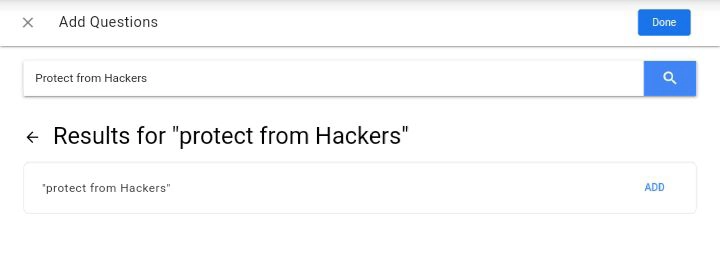 Add Questions
Done
Protect from Hackers
Results for "protect from Hackers"
"protect from Hackers"
ADD